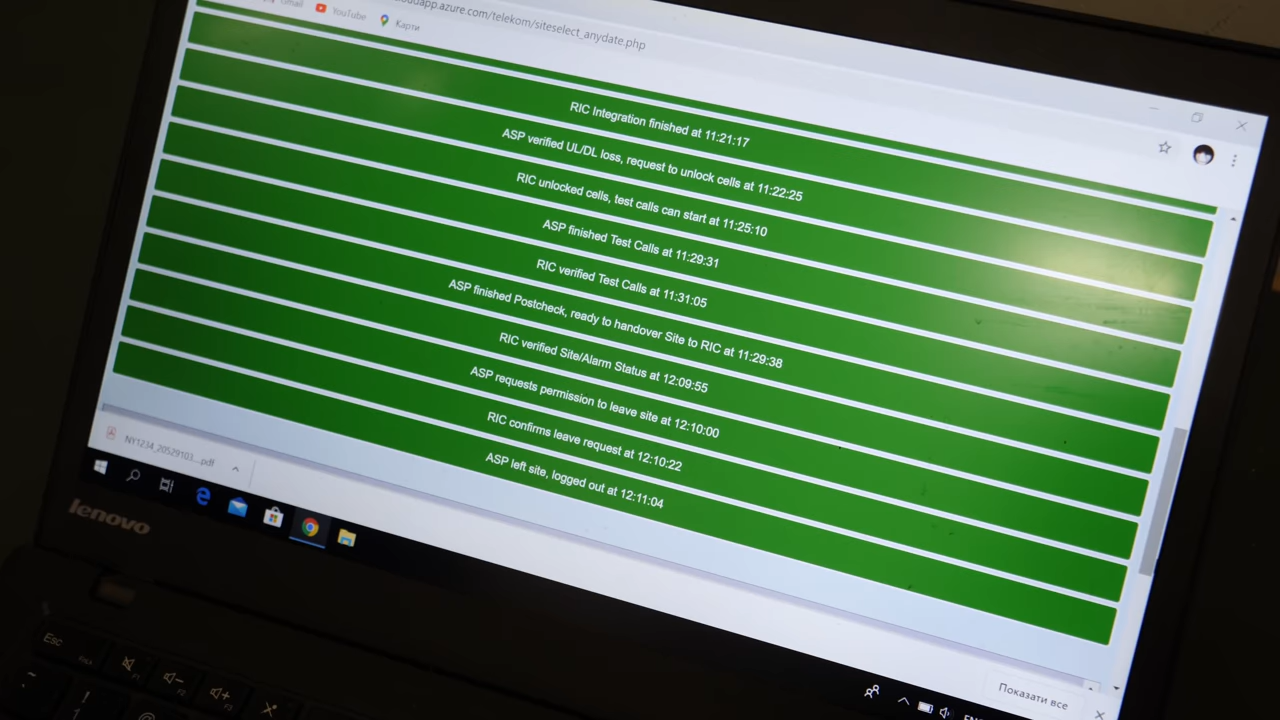 Gmail
YouTube
Карти
cloudapp.azure.com/telekom/siteselect_anydate.php
RIC Integration finished at 11:21:17
ASP verified UL/DL loss, request to unlock cells at 11:22:25
RIC unlocked cells, test calls can start at 11:25:10
ASP finished Test Calls at 11:29:31
RIC verified Test Calls at 11:31:05
ASP finished Postcheck, ready to handover Site to RIC at 11:29:38
RIC verified Site/Alarm Status at 12:09:55
ASP requests permission to leave site at 12:10:00
RIC confirms leave request at 12:10:22
ASP left site, logged out at 12:11:04
NY1234_20529103....pdf
Показати все
lenovo
Esc
F1
F2
F3